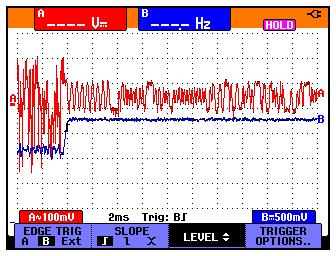 A B
---.- V⎓ ---.- Hz
HOLD
A
B
A~100mV 2ms Trig: B∫ B=500mV
EDGE TRIG SLOPE TRIGGER
A B Ext ∫ ʅ X LEVEL ⬍ OPTIONS..